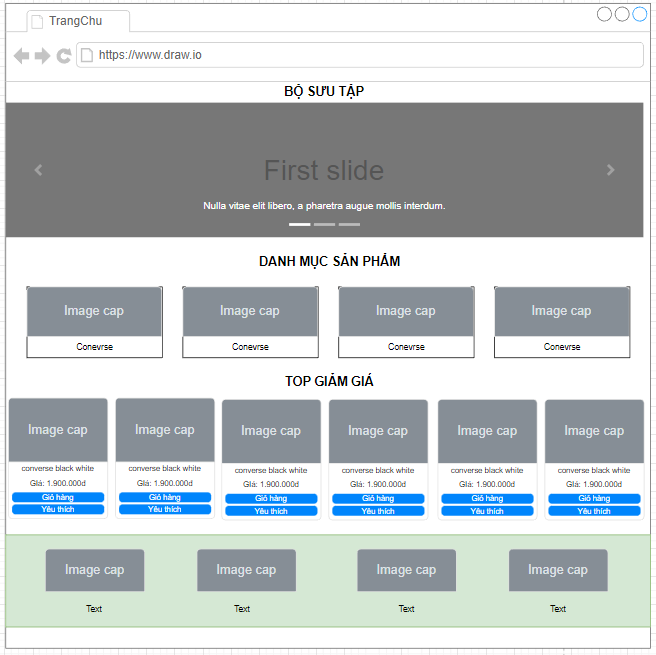 TrangChu
https://www.draw.io
BỘ SƯU TẬP
First slide
Nulla vitae elit libero, a pharetra augue mollis interdum.
DANH MỤC SẢN PHẨM
Image cap Image cap Image cap Image cap
Conevrse Conevrse Conevrse Conevrse
TOP GIẢM GIÁ
Image cap Image cap Image cap Image cap Image cap Image cap
converse black white converse black white converse black white converse black white converse black white converse black white
Giá: 1.900.000d Giá: 1.900.000d Giá: 1.900.000d Giá: 1.900.000d Giá: 1.900.000d Giá: 1.900.000d
Giỏ hàng Giỏ hàng Giỏ hàng Giỏ hàng Giỏ hàng Giỏ hàng
Yêu thích Yêu thích Yêu thích Yêu thích Yêu thích Yêu thích
Image cap Image cap Image cap Image cap
Text Text Text Text